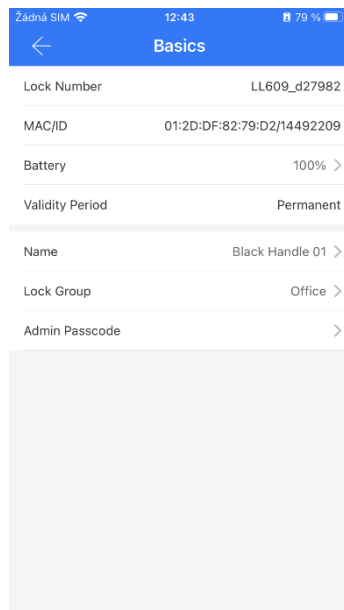 Žádná SIM 12:43 79 %
Basics
Lock Number LL609_d27982
MAC/ID 01:2D:DF:82:79:D2/14492209
Battery 100%
Validity Period Permanent
Name Black Handle 01
Lock Group Office
Admin Passcode